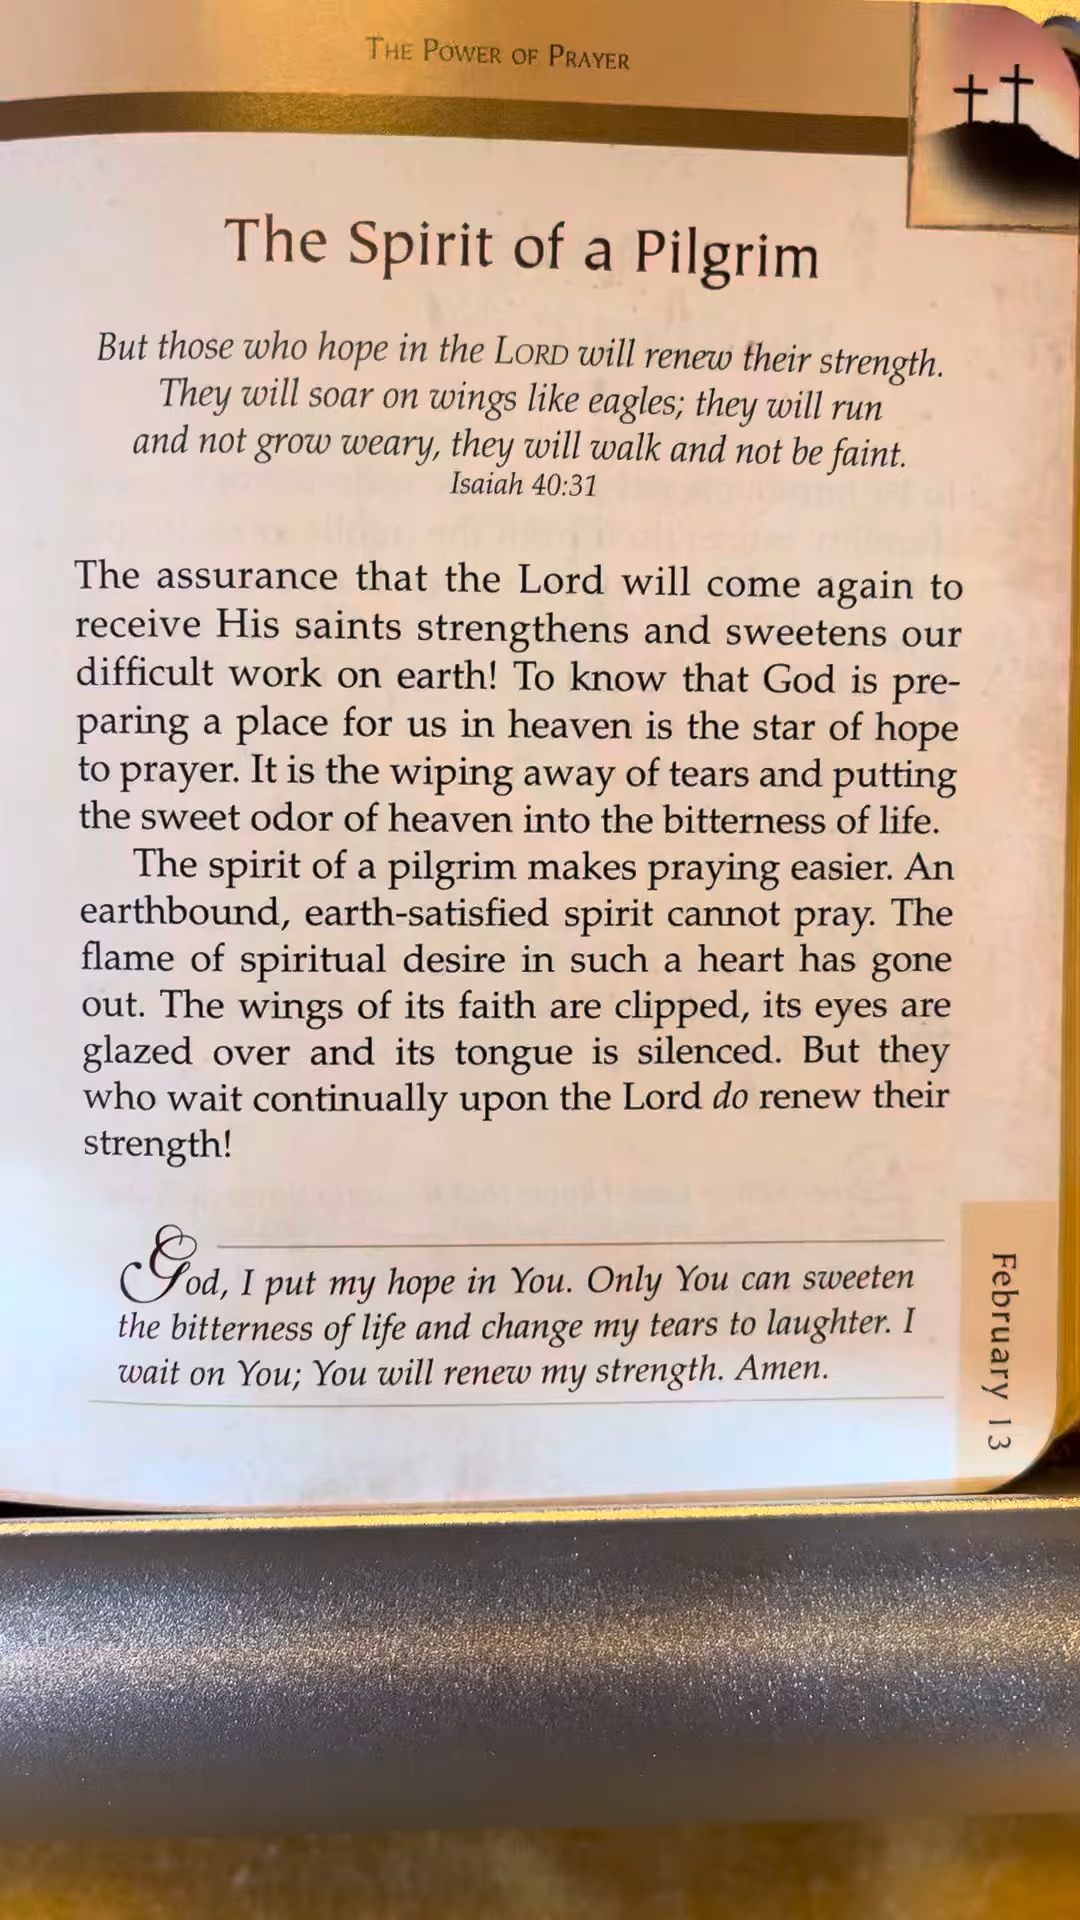 THE POWER OF PRAYER
The Spirit of a Pilgrim
But those who hope in the LORD will renew their strength.
They will soar on wings like eagles; they will run
and not grow weary, they will walk and not be faint.
Isaiah 40:31
The assurance that the Lord will come again to
receive His saints strengthens and sweetens our
difficult work on earth! To know that God is pre-
paring a place for us in heaven is the star of hope
to prayer. It is the wiping away of tears and putting
the sweet odor of heaven into the bitterness of life.
The spirit of a pilgrim makes praying easier. An
earthbound, earth-satisfied spirit cannot pray. The
flame of spiritual desire in such a heart has gone
out. The wings of its faith are clipped, its eyes are
glazed over and its tongue is silenced. But they
who wait continually upon the Lord do renew their
strength!
God, I put my hope in You. Only You can sweeten
the bitterness of life and change my tears to laughter. I
wait on You; You will renew my strength. Amen.
February 13